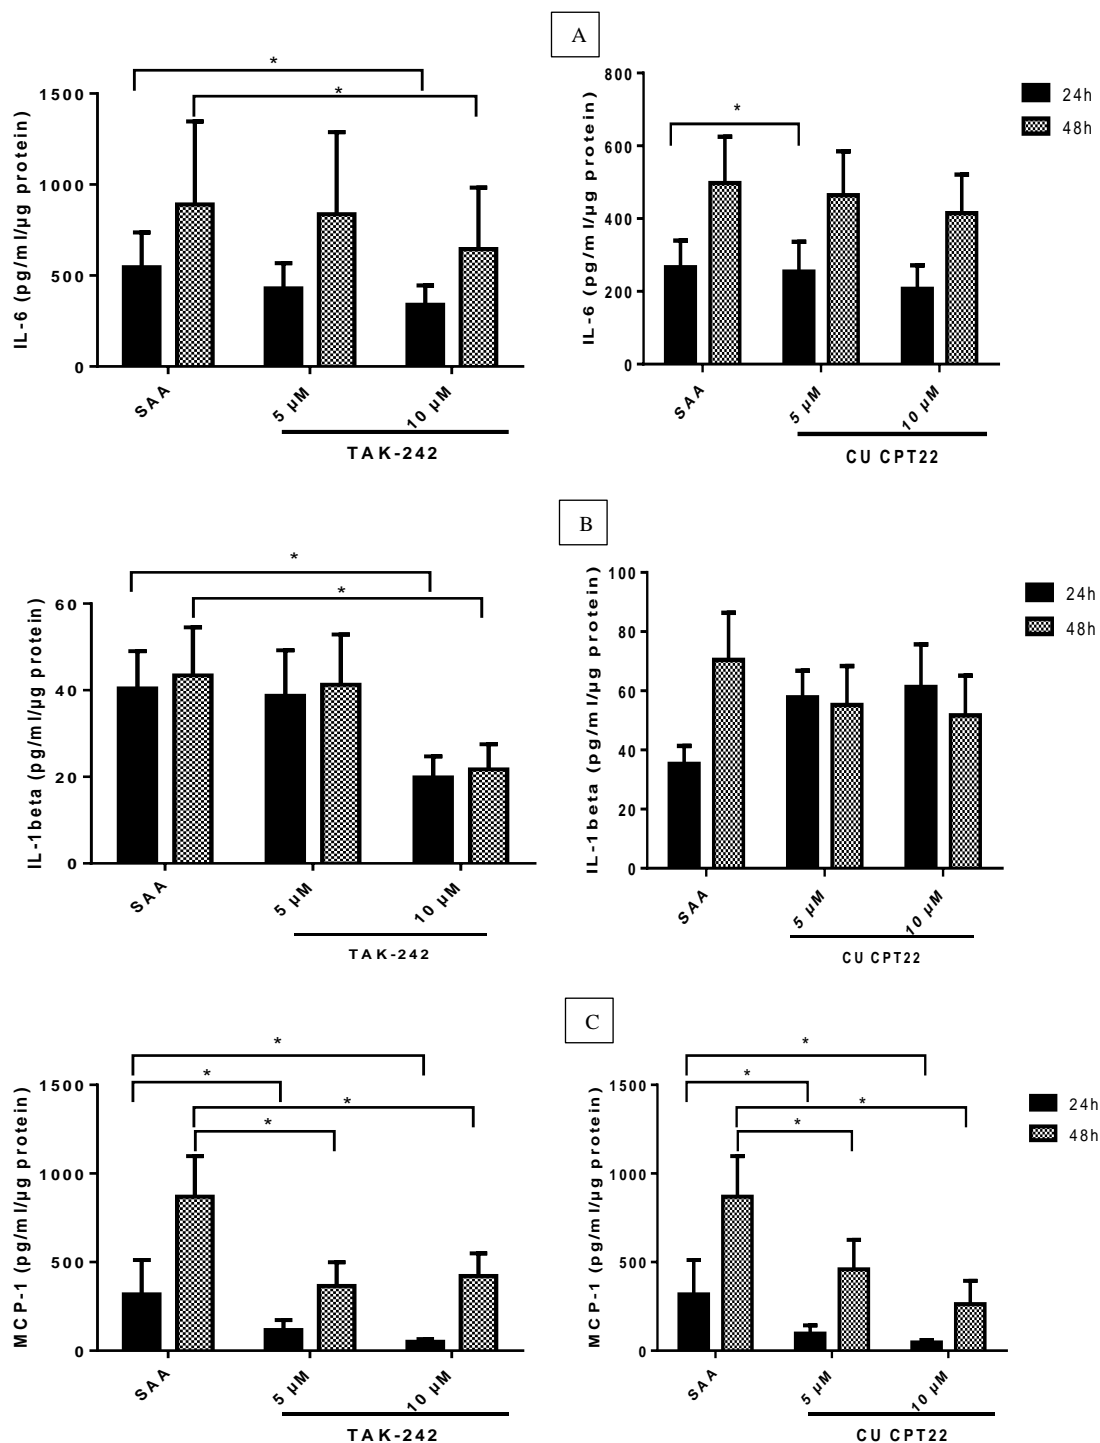 A
*
*
1500
1000
500
0
IL-6 (pg/ml/µg protein)
SAA
5 µM
10 µM
TAK-242
*
800
600
400
200
0
IL-6 (pg/ml/µg protein)
SAA
5 µM
10 µM
CU CPT22
24h
48h
B
*
*
60
40
20
0
IL-1beta (pg/ml/µg protein)
SAA
5 µM
10 µM
TAK-242
100
80
60
40
20
0
IL-1beta (pg/ml/µg protein)
SAA
5 µM
10 µM
CU CPT22
24h
48h
C
*
*
*
*
1500
1000
500
0
MCP-1 (pg/ml/µg protein)
SAA
5 µM
10 µM
TAK-242
*
*
*
*
1500
1000
500
0
MCP-1 (pg/ml/µg protein)
SAA
5 µM
10 µM
CU CPT22
24h
48h